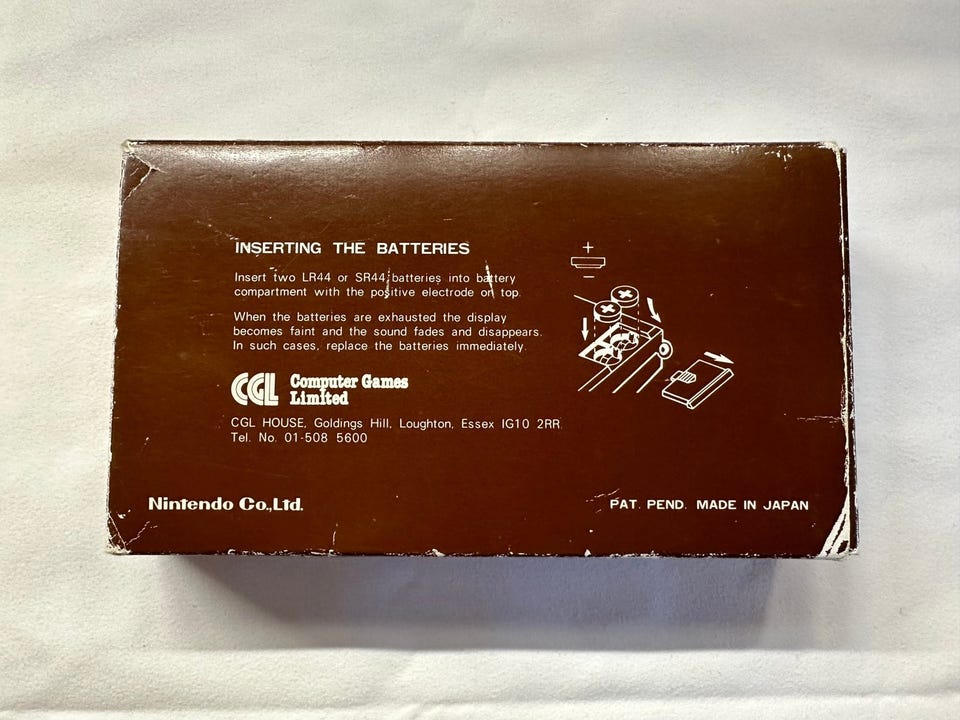 INSERTING THE BATTERIES
Insert two LR44 or SR44 batteries into battery
compartment with the positive electrode on top.
When the batteries are exhausted the display
becomes faint and the sound fades and disappears.
In such cases, replace the batteries immediately.
+
−
CGL Computer Games
Limited
CGL HOUSE, Goldings Hill, Loughton, Essex IG10 2RR.
Tel. No. 01-508 5600
Nintendo Co.,Ltd.
PAT. PEND. MADE IN JAPAN